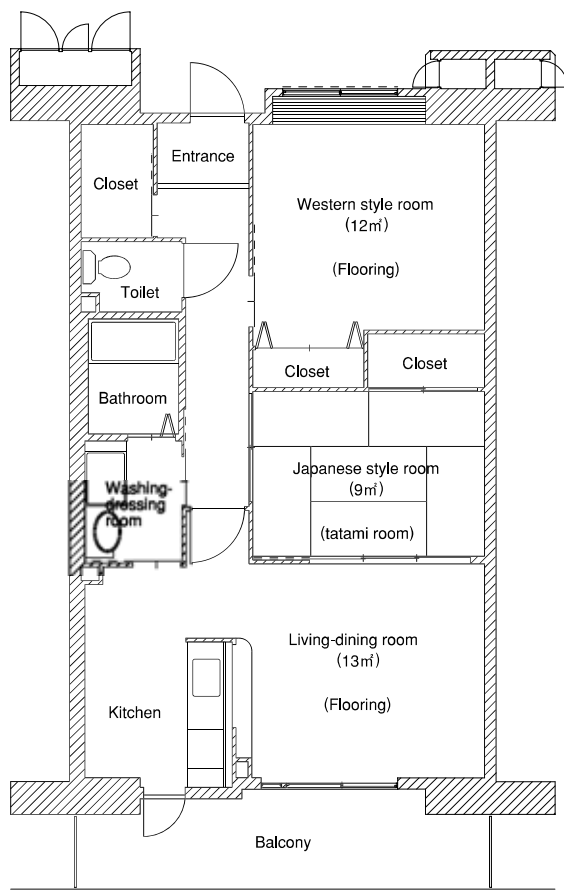 Entrance
Closet
Western style room
(12㎡)
(Flooring)
Toilet
Closet
Closet
Bathroom
Japanese style room
(9㎡)
(tatami room)
Washing-
dressing
room
Living-dining room
(13㎡)
(Flooring)
Kitchen
Balcony